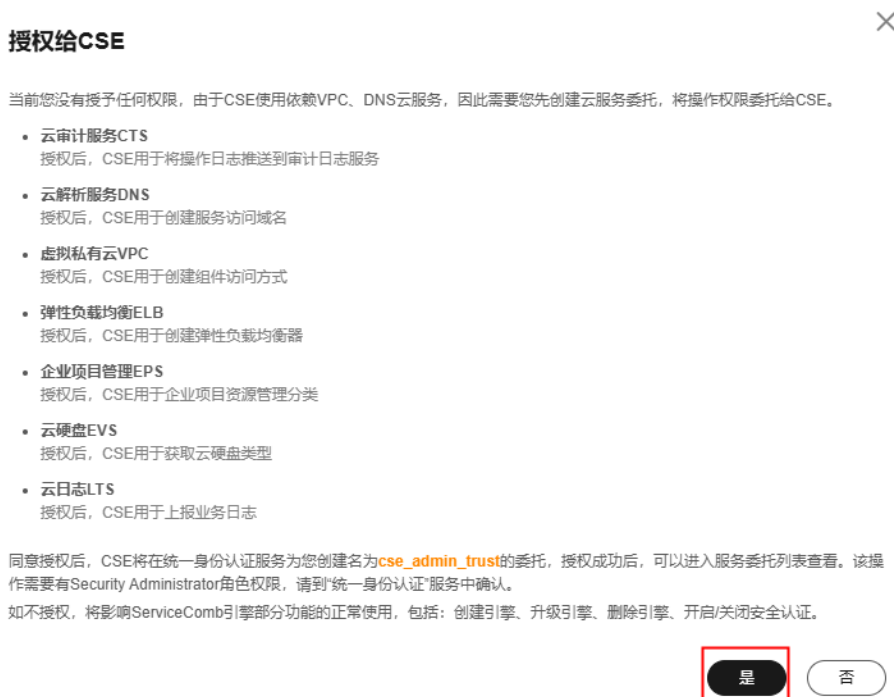 授权给CSE
当前您没有授予任何权限，由于CSE使用依赖VPC、DNS云服务，因此需要您先创建云服务委托，将操作权限委托给CSE。
云审计服务CTS
授权后，CSE用于将操作日志推送到审计日志服务
云解析服务DNS
授权后，CSE用于创建服务访问域名
虚拟私有云VPC
授权后，CSE用于创建组件访问方式
弹性负载均衡ELB
授权后，CSE用于创建弹性负载均衡器
企业项目管理EPS
授权后，CSE用于企业项目资源管理分类
云硬盘EVS
授权后，CSE用于获取云硬盘类型
云日志LTS
授权后，CSE用于上报业务日志
同意授权后，CSE将在统一身份认证服务为您创建名为cse_admin_trust的委托，授权成功后，可以进入服务委托列表查看。该操
作需要有Security Administrator角色权限，请到“统一身份认证”服务中确认。
如不授权，将影响ServiceComb引擎部分功能的正常使用，包括：创建引擎、升级引擎、删除引擎、开启/关闭安全认证。
是
否